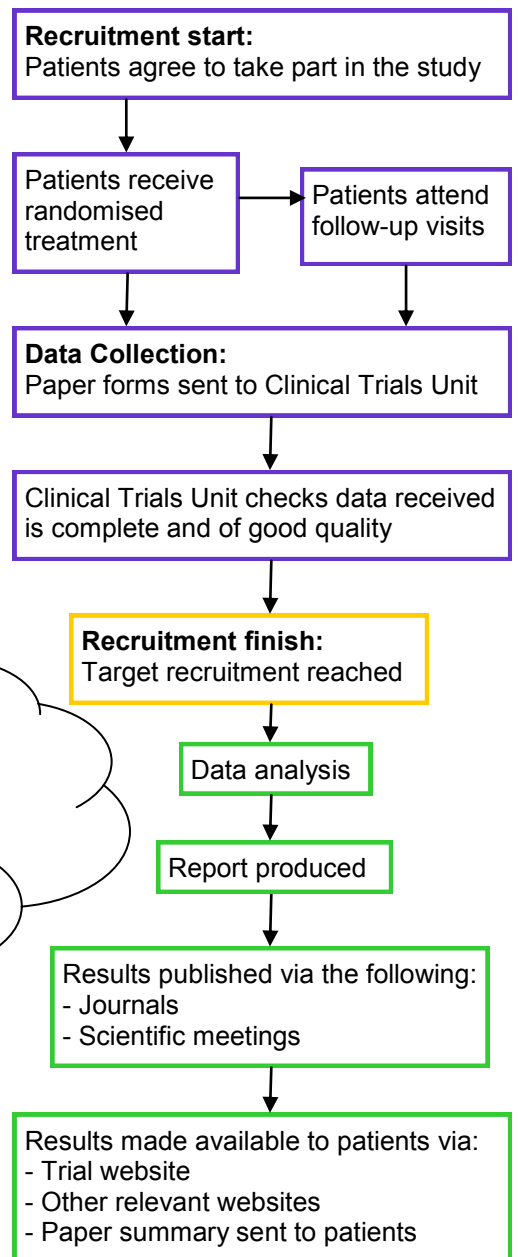 Recruitment start:
Patients agree to take part in the study
Patients receive
randomised
treatment
Patients attend
follow-up visits
Data Collection:
Paper forms sent to Clinical Trials Unit
Clinical Trials Unit checks data received
is complete and of good quality
Recruitment finish:
Target recruitment reached
Data analysis
Report produced
Results published via the following:
- Journals
- Scientific meetings
Results made available to patients via:
- Trial website
- Other relevant websites
- Paper summary sent to patients